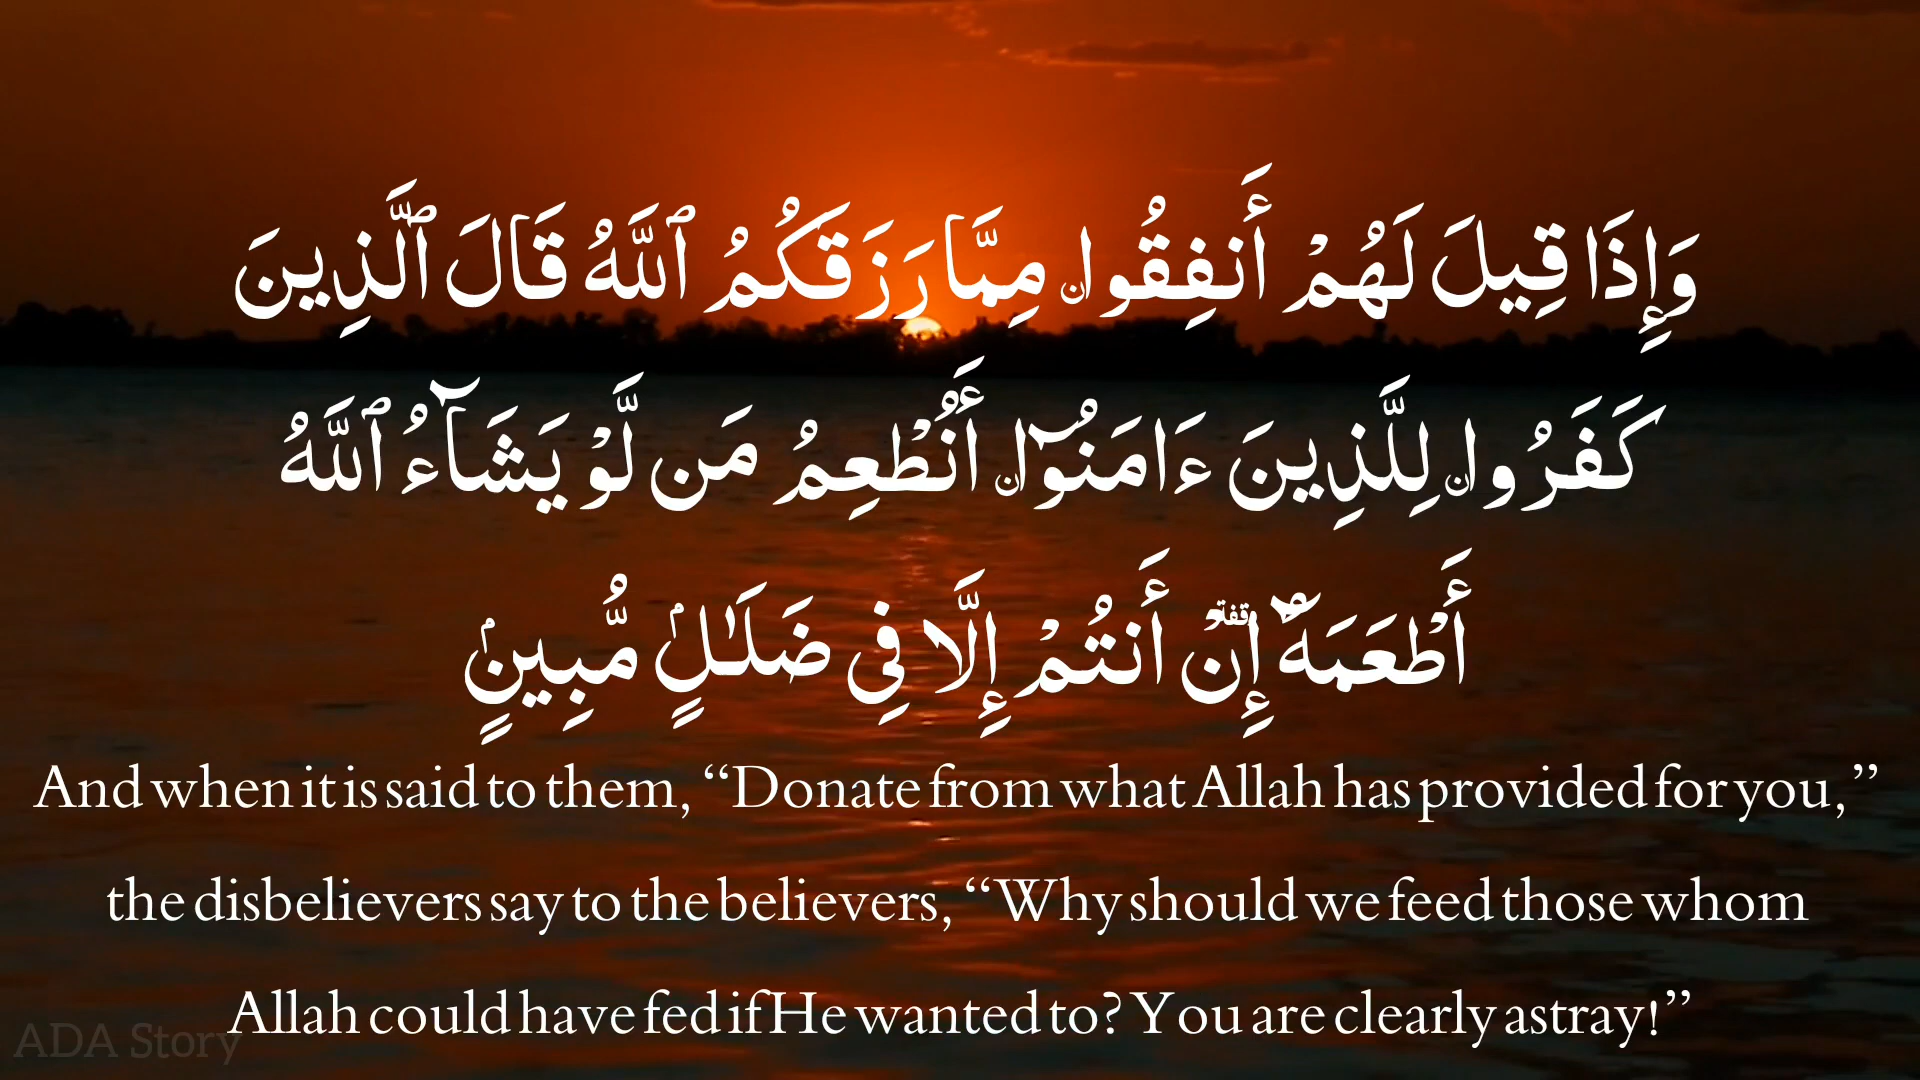 وَإِذَا قِيلَ لَهُمْ أَنفِقُوا۟ مِمَّا رَزَقَكُمُ ٱللَّهُ قَالَ ٱلَّذِينَ
كَفَرُوا۟ لِلَّذِينَ ءَامَنُوٓا۟ أَنُطْعِمُ مَن لَّوْ يَشَآءُ ٱللَّهُ
أَطْعَمَهُۥٓ إِنْ أَنتُمْ إِلَّا فِى ضَلَـٰلٍۢ مُّبِينٍۢ
And when it is said to them, “Donate from what Allah has provided for you,”
the disbelievers say to the believers, “Why should we feed those whom
Allah could have fed if He wanted to? You are clearly astray!”
ADA Story